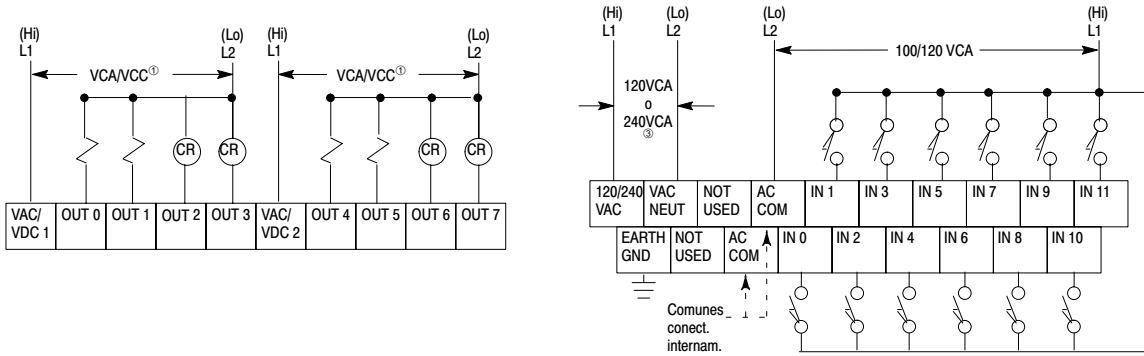 (Hi)
L1
(Lo)
L2
VCA/VCC①
(Hi)
L1
(Lo)
L2
VCA/VCC①
CR
CR
CR
CR
VAC/
VDC 1
OUT 0
OUT 1
OUT 2
OUT 3
VAC/
VDC 2
OUT 4
OUT 5
OUT 6
OUT 7
(Hi)
L1
(Lo)
L2
(Lo)
L2
(Hi)
L1
100/120 VCA
120VCA
o
240VCA
③
120/240
VAC
VAC
NEUT
NOT
USED
AC
COM
IN 1
IN 3
IN 5
IN 7
IN 9
IN 11
EARTH
GND
NOT
USED
AC
COM
IN 0
IN 2
IN 4
IN 6
IN 8
IN 10
Comunes
conect.
internam.